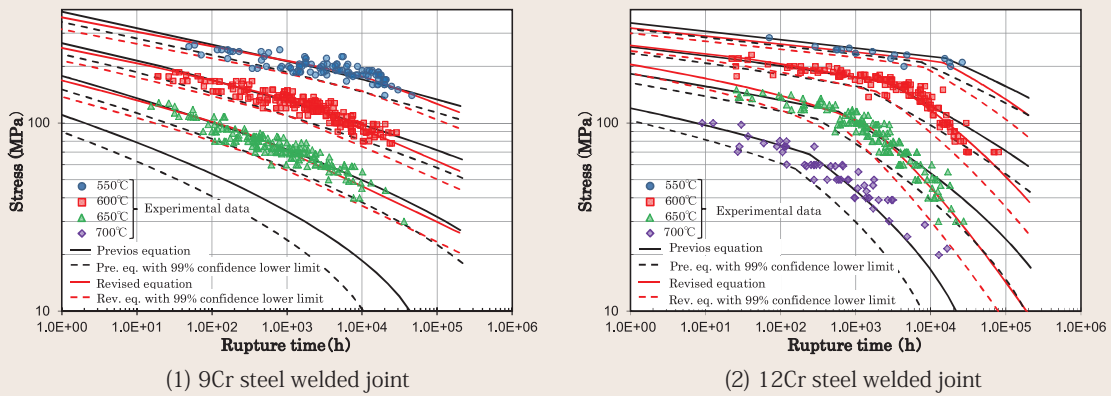 Stress (MPa)
100
10
550℃
600℃
650℃
700℃
Experimental data
Previos equation
Pre. eq. with 99% confidence lower limit
Revised equation
Rev. eq. with 99% confidence lower limit
1.0E+00 1.0E+01 1.0E+02 1.0E+03 1.0E+04 1.0E+05 1.0E+06
Rupture time(h)
(1) 9Cr steel welded joint
Stress (MPa)
100
10
550℃
600℃
650℃
700℃
Experimental data
Previos equation
Pre. eq. with 99% confidence lower limit
Revised equation
Rev. eq. with 99% confidence lower limit
1.0E+00 1.0E+01 1.0E+02 1.0E+03 1.0E+04 1.0E+05 1.0E+06
Rupture time (h)
(2) 12Cr steel welded joint